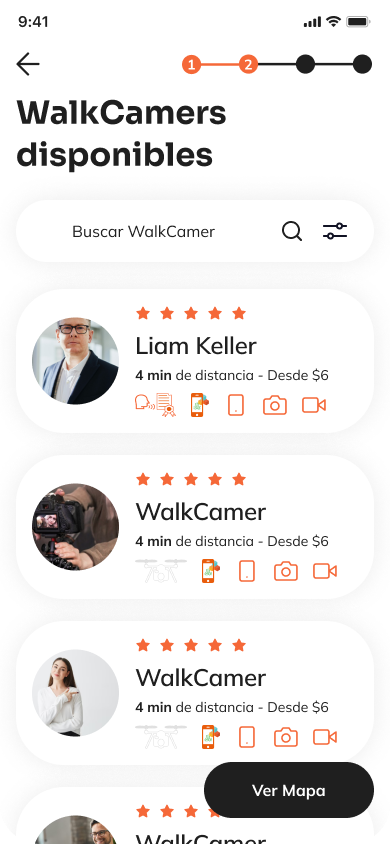 9:41
1 2
WalkCamers
disponibles
Buscar WalkCamer
Liam Keller
4 min de distancia - Desde $6
WalkCamer
4 min de distancia - Desde $6
WalkCamer
4 min de distancia - Desde $6
Ver Mapa
WalkCamer